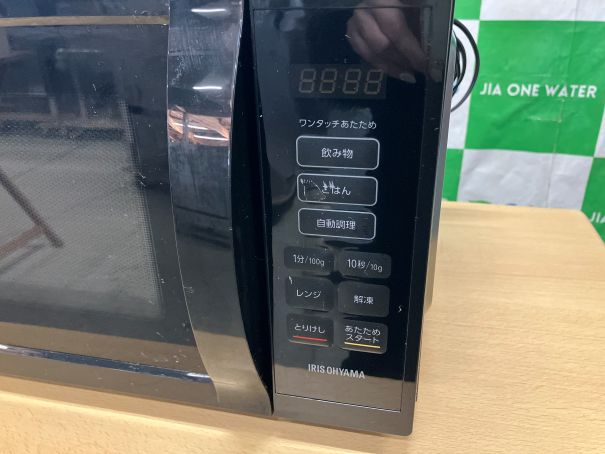 ワンタッチあたため
飲み物
ごはん
自動調理
1分/100g 10秒/10g
レンジ 解凍
とりけし あたため
スタート
IRIS OHYAMA
JIA ONE WATER
JIA